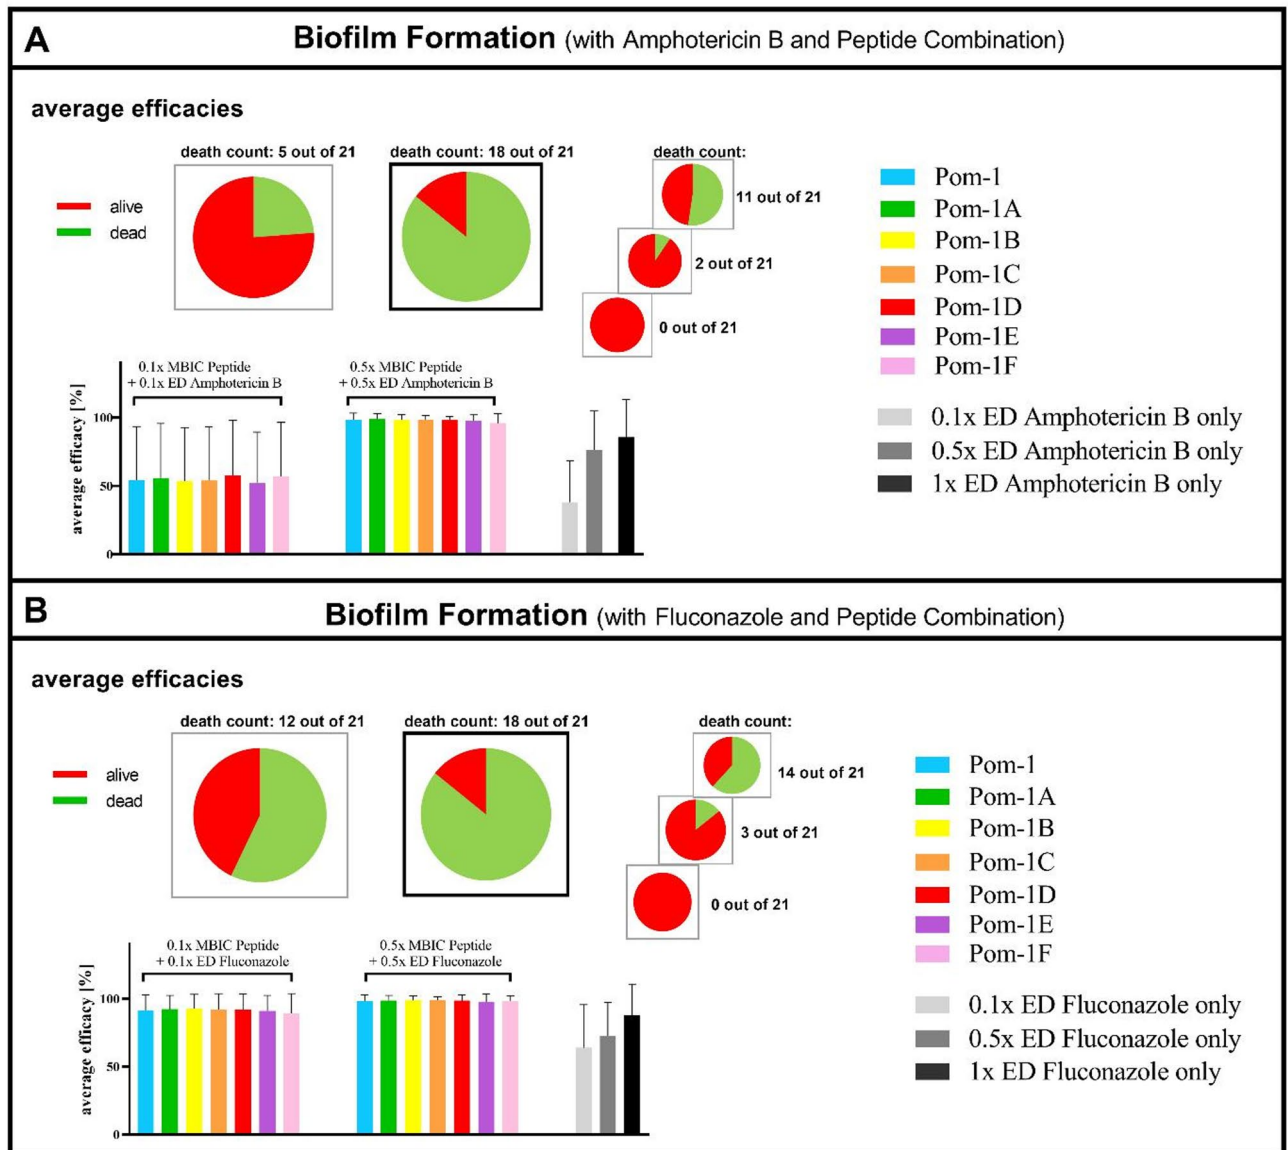 A
Biofilm Formation (with Amphotericin B and Peptide Combination)
average efficacies
death count: 5 out of 21
death count: 18 out of 21
death count:
11 out of 21
2 out of 21
0 out of 21
alive
dead
Pom-1
Pom-1A
Pom-1B
Pom-1C
Pom-1D
Pom-1E
Pom-1F
0.1x ED Amphotericin B only
0.5x ED Amphotericin B only
1x ED Amphotericin B only
0.1x MBIC Peptide
+ 0.1x ED Amphotericin B
0.5x MBIC Peptide
+ 0.5x ED Amphotericin B
average efficacy [%]
100
50
0
B
Biofilm Formation (with Fluconazole and Peptide Combination)
average efficacies
death count: 12 out of 21
death count: 18 out of 21
death count:
14 out of 21
3 out of 21
0 out of 21
alive
dead
Pom-1
Pom-1A
Pom-1B
Pom-1C
Pom-1D
Pom-1E
Pom-1F
0.1x ED Fluconazole only
0.5x ED Fluconazole only
1x ED Fluconazole only
0.1x MBIC Peptide
+ 0.1x ED Fluconazole
0.5x MBIC Peptide
+ 0.5x ED Fluconazole
average efficacy [%]
100
50
0